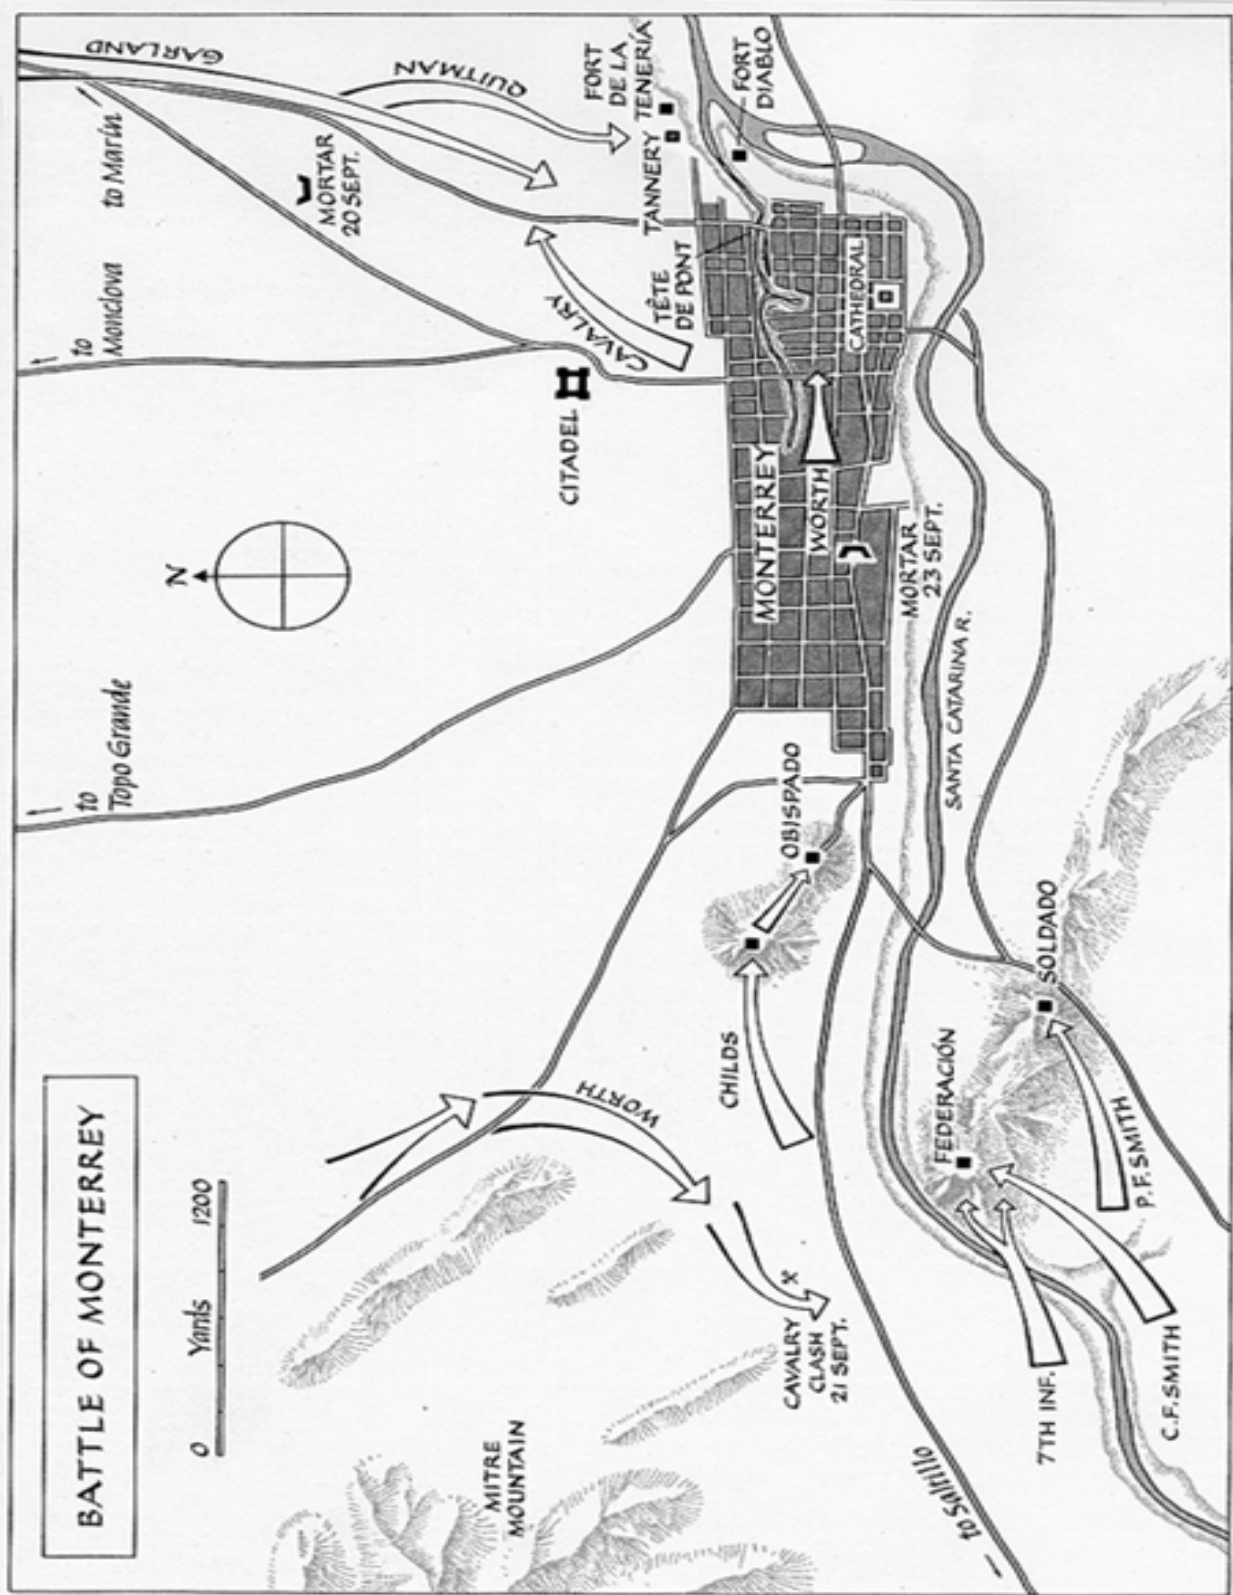 BATTLE OF MONTERREY
0 Yards 1200
MITRE
MOUNTAIN
to
Topo Grande
N
to
Monclova
to Marín
GARLAND
MORTAR
20 SEPT.
QUITMAN
CAVALRY
CITADEL
FORT
DE LA
TENERÍA
TANNERY
FORT
DIABLO
TÊTE
DE PONT
CATHEDRAL
MONTERREY
WORTH
MORTAR
23 SEPT.
SANTA CATARINA R.
OBISPADO
WORTH
CHILDS
CAVALRY
CLASH
21 SEPT.
X
FEDERACIÓN
SOLDADO
P.F. SMITH
7TH INF.
C.F. SMITH
to Saltillo